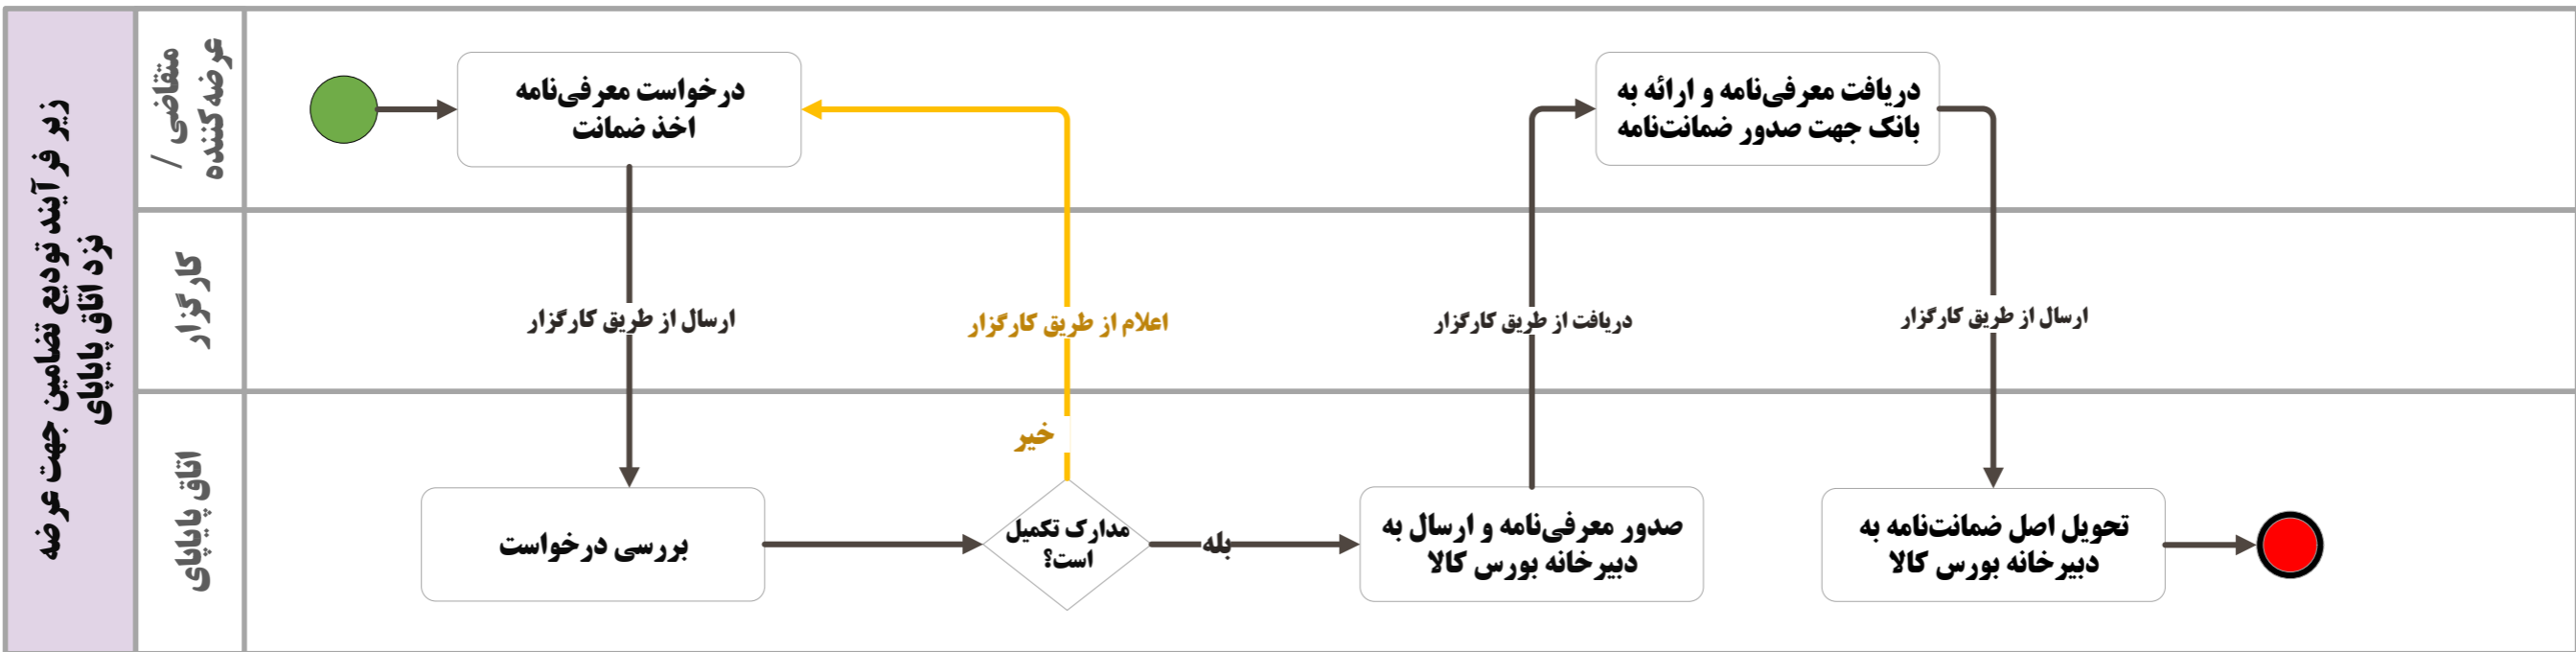 زیر فرآیند تودیع تضامین جهت عرضه
نزد اتاق پایاپای
متقاضی /
عرضه‌کننده
درخواست معرفی‌نامه
اخذ ضمانت
دریافت معرفی‌نامه و ارائه به
بانک جهت صدور ضمانت‌نامه
کارگزار
ارسال از طریق کارگزار
اعلام از طریق کارگزار
دریافت از طریق کارگزار
ارسال از طریق کارگزار
اتاق پایاپای
خیر
بررسی درخواست
مدارک تکمیل
است؟
بله
صدور معرفی‌نامه و ارسال به
دبیرخانه بورس کالا
تحویل اصل ضمانت‌نامه به
دبیرخانه بورس کالا